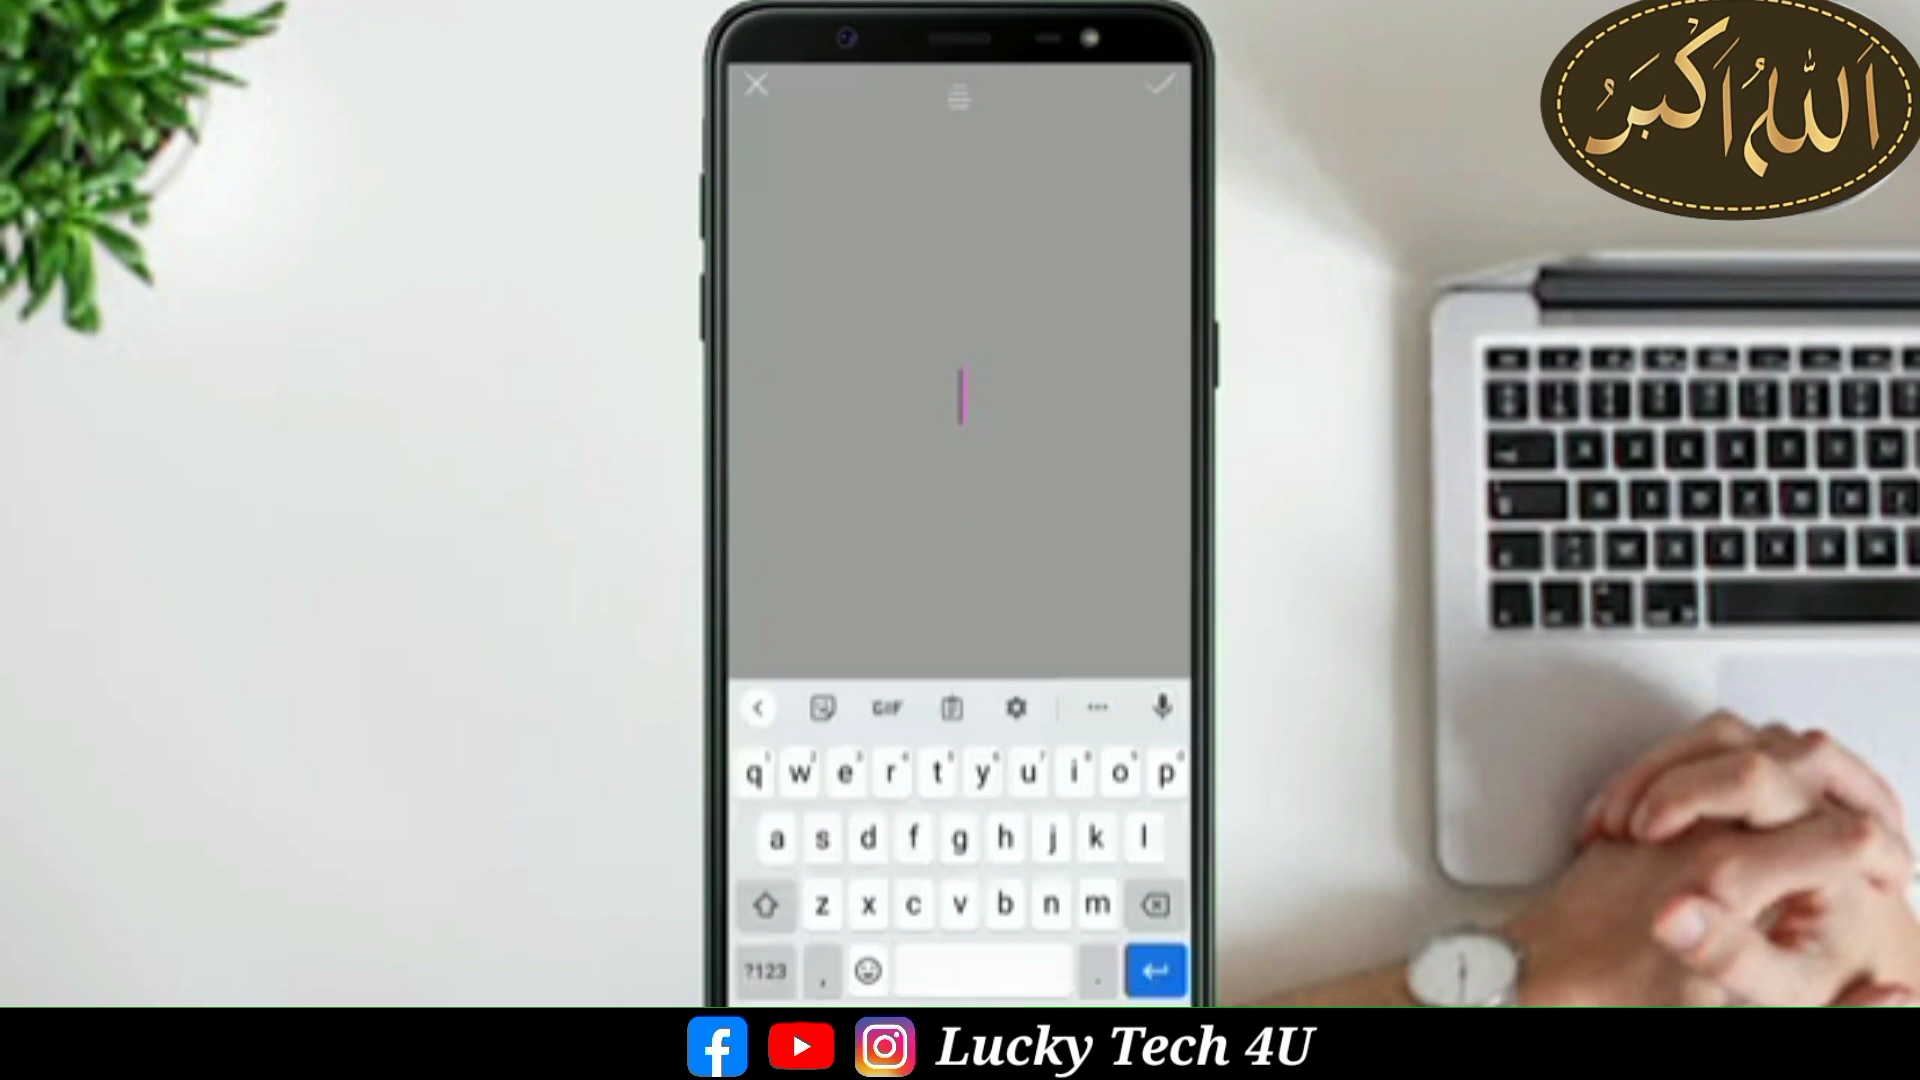 اَللّٰهُ اَكْبَرُ
GIF
q w e r t y u i o p
a s d f g h j k l
z x c v b n m
?123 , .
Lucky Tech 4U